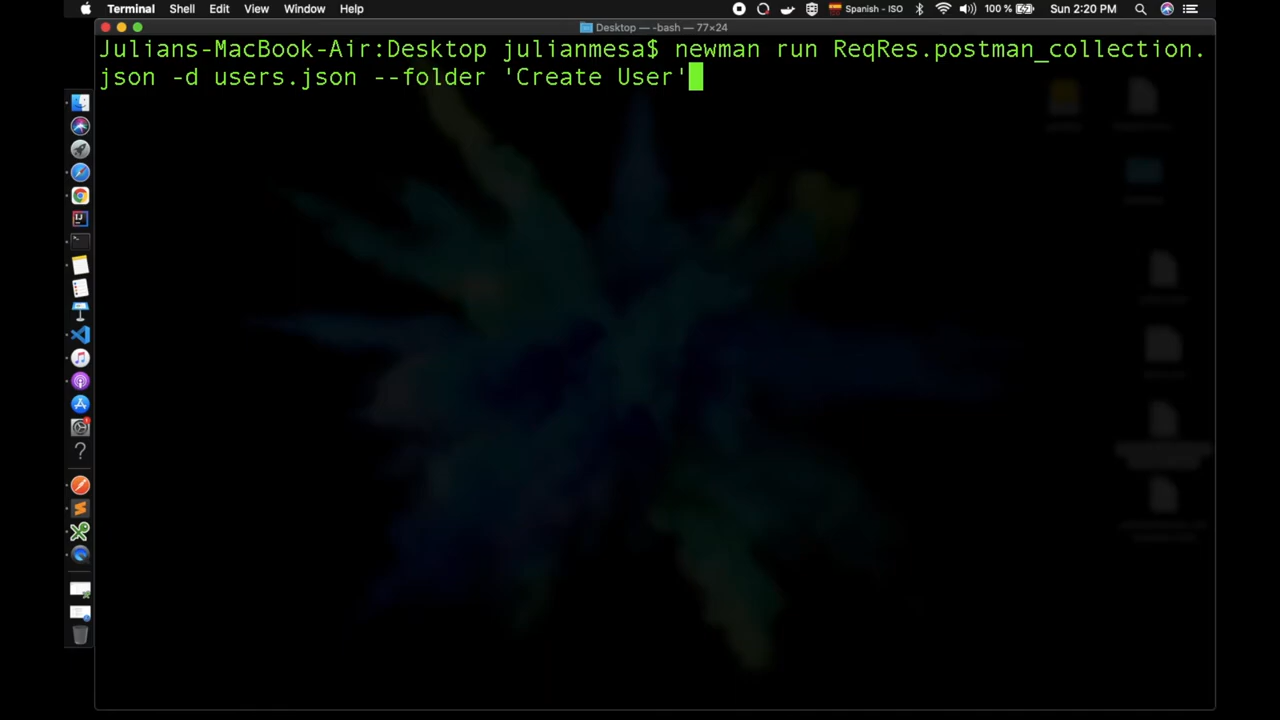 Terminal Shell Edit View Window Help Spanish - ISO 100 % Sun 2:20 PM
Desktop — -bash — 77×24
Julians-MacBook-Air:Desktop julianmesa$ newman run ReqRes.postman_collection.
json -d users.json --folder 'Create User'